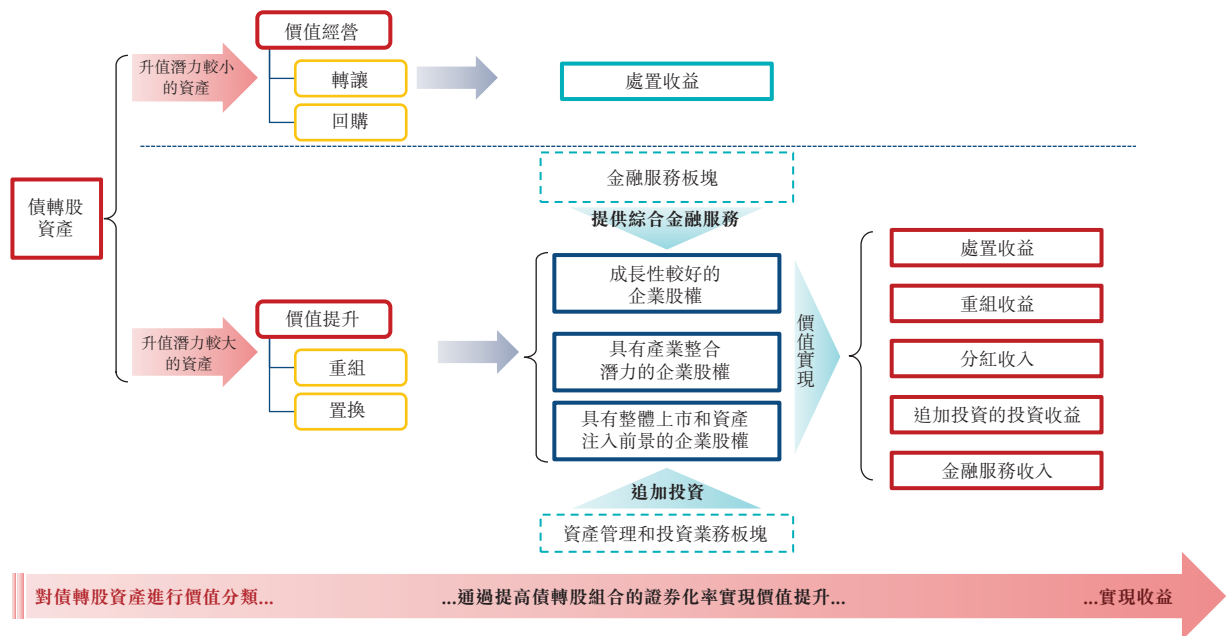 債轉股
資產
升值潛力較小
的資產
價值經營
轉讓
回購
處置收益
升值潛力較大
的資產
價值提升
重組
置換
金融服務板塊
提供綜合金融服務
成長性較好的
企業股權
具有產業整合
潛力的企業股權
具有整體上市和資產
注入前景的企業股權
追加投資
資產管理和投資業務板塊
價值實現
處置收益
重組收益
分紅收入
追加投資的投資收益
金融服務收入
對債轉股資產進行價值分類...
...通過提高債轉股組合的證券化率實現價值提升...
...實現收益